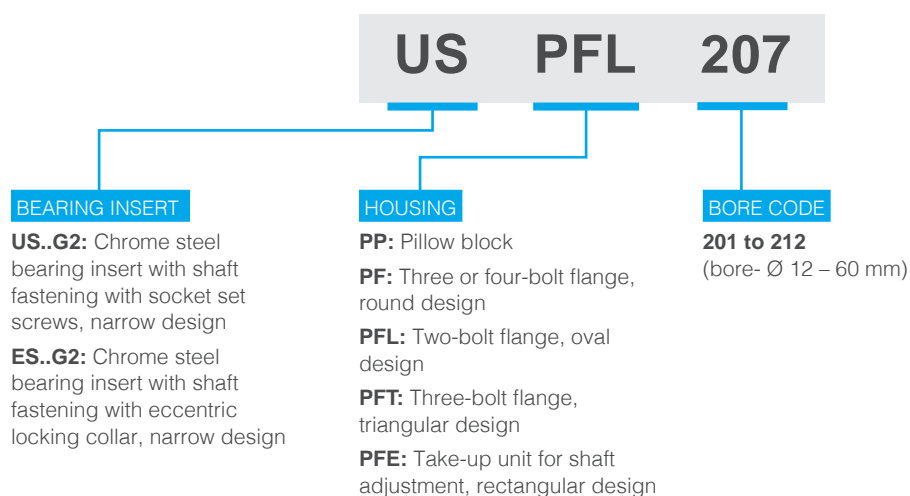 US PFL 207
BEARING INSERT
US..G2: Chrome steel
bearing insert with shaft
fastening with socket set
screws, narrow design
ES..G2: Chrome steel
bearing insert with shaft
fastening with eccentric
locking collar, narrow design
HOUSING
PP: Pillow block
PF: Three or four-bolt flange,
round design
PFL: Two-bolt flange, oval
design
PFT: Three-bolt flange,
triangular design
PFE: Take-up unit for shaft
adjustment, rectangular design
BORE CODE
201 to 212
(bore- Ø 12 – 60 mm)